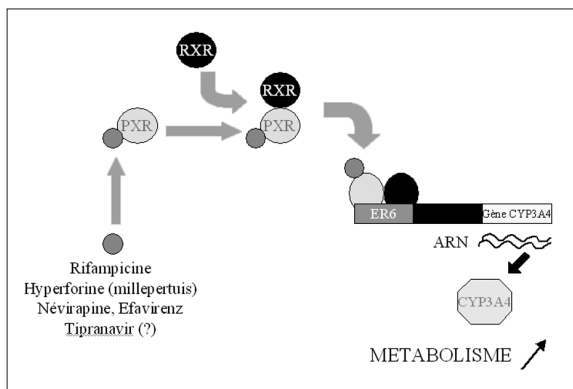 RXR
RXR
PXR
PXR
ER6
Gène CYP3A4
ARN
Rifampicine
Hyperforine (millepertuis)
Névirapine, Efavirenz
Tipranavir (?)
CYP3A4
METABOLISME